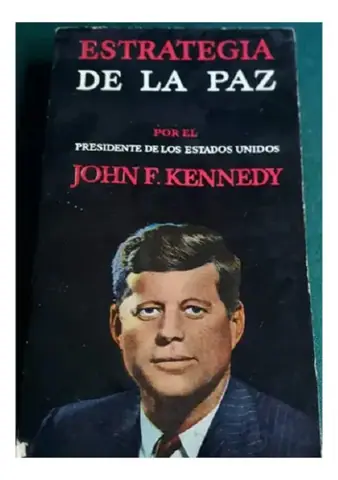 ESTRATEGIA
DE LA PAZ
POR EL
PRESIDENTE DE LOS ESTADOS UNIDOS
JOHN F. KENNEDY